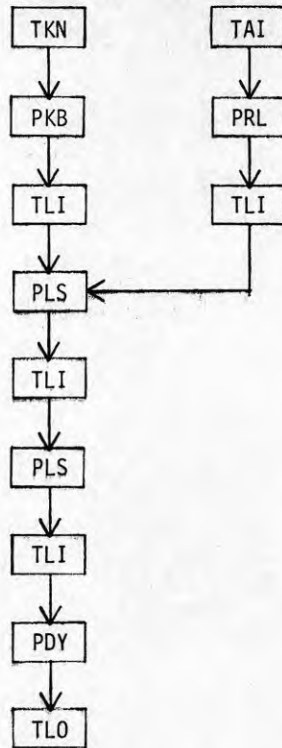 TKN TAI
PKB PRL
TLI TLI
PLS
TLI
PLS
TLI
PDY
TLO